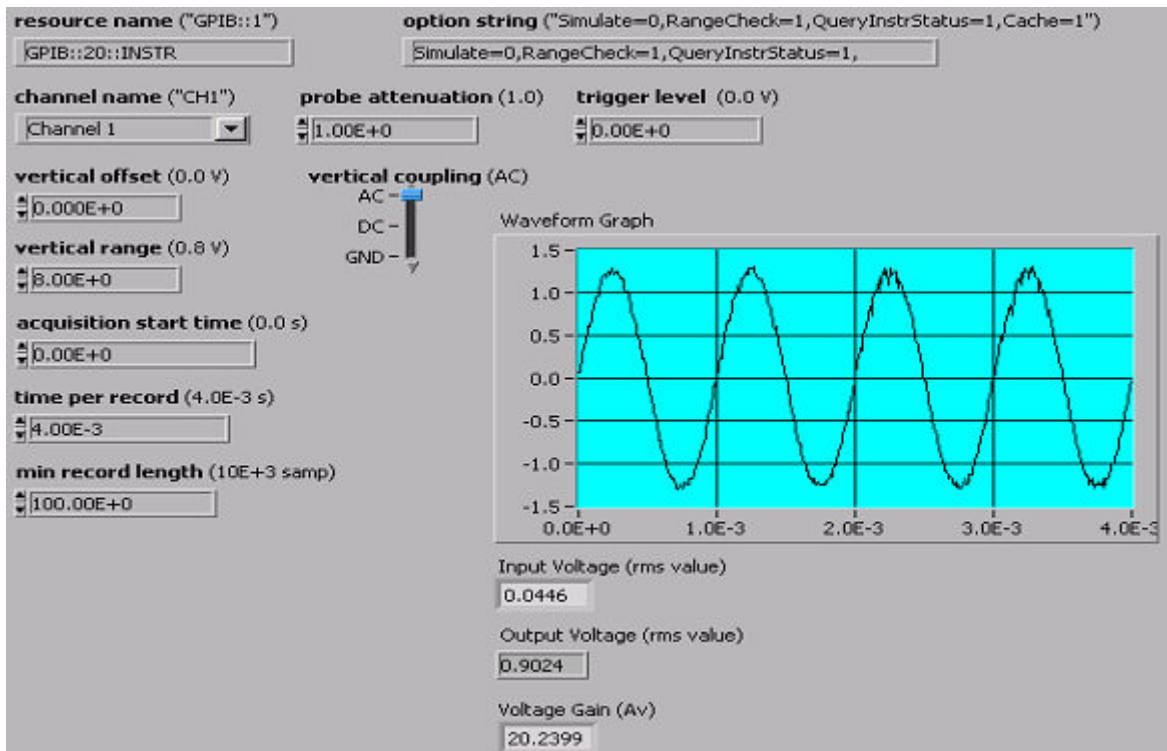 resource name ("GPIB::1")
option string ("Simulate=0,RangeCheck=1,QueryInstrStatus=1,Cache=1")
GPIB::20::INSTR
Simulate=0,RangeCheck=1,QueryInstrStatus=1,
channel name ("CH1")
probe attenuation (1.0)
trigger level (0.0 V)
Channel 1
1.00E+0
0.00E+0
vertical offset (0.0 V)
0.000E+0
vertical coupling (AC)
AC
DC
GND
vertical range (0.8 V)
8.00E+0
acquisition start time (0.0 s)
0.00E+0
time per record (4.0E-3 s)
4.00E-3
min record length (10E+3 samp)
100.00E+0
Waveform Graph
1.5
1.0
0.5
0.0
-0.5
-1.0
-1.5
0.0E+0 1.0E-3 2.0E-3 3.0E-3 4.0E-3
Input Voltage (rms value)
0.0446
Output Voltage (rms value)
0.9024
Voltage Gain (Av)
20.2399